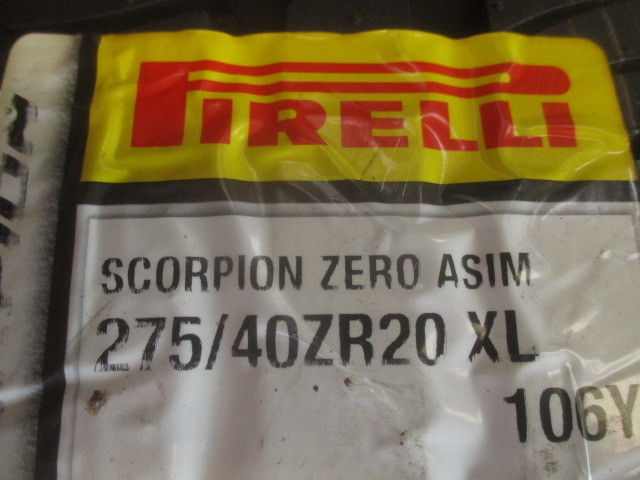 PIRELLI
SCORPION ZERO ASIM
275/40ZR20 XL
106Y